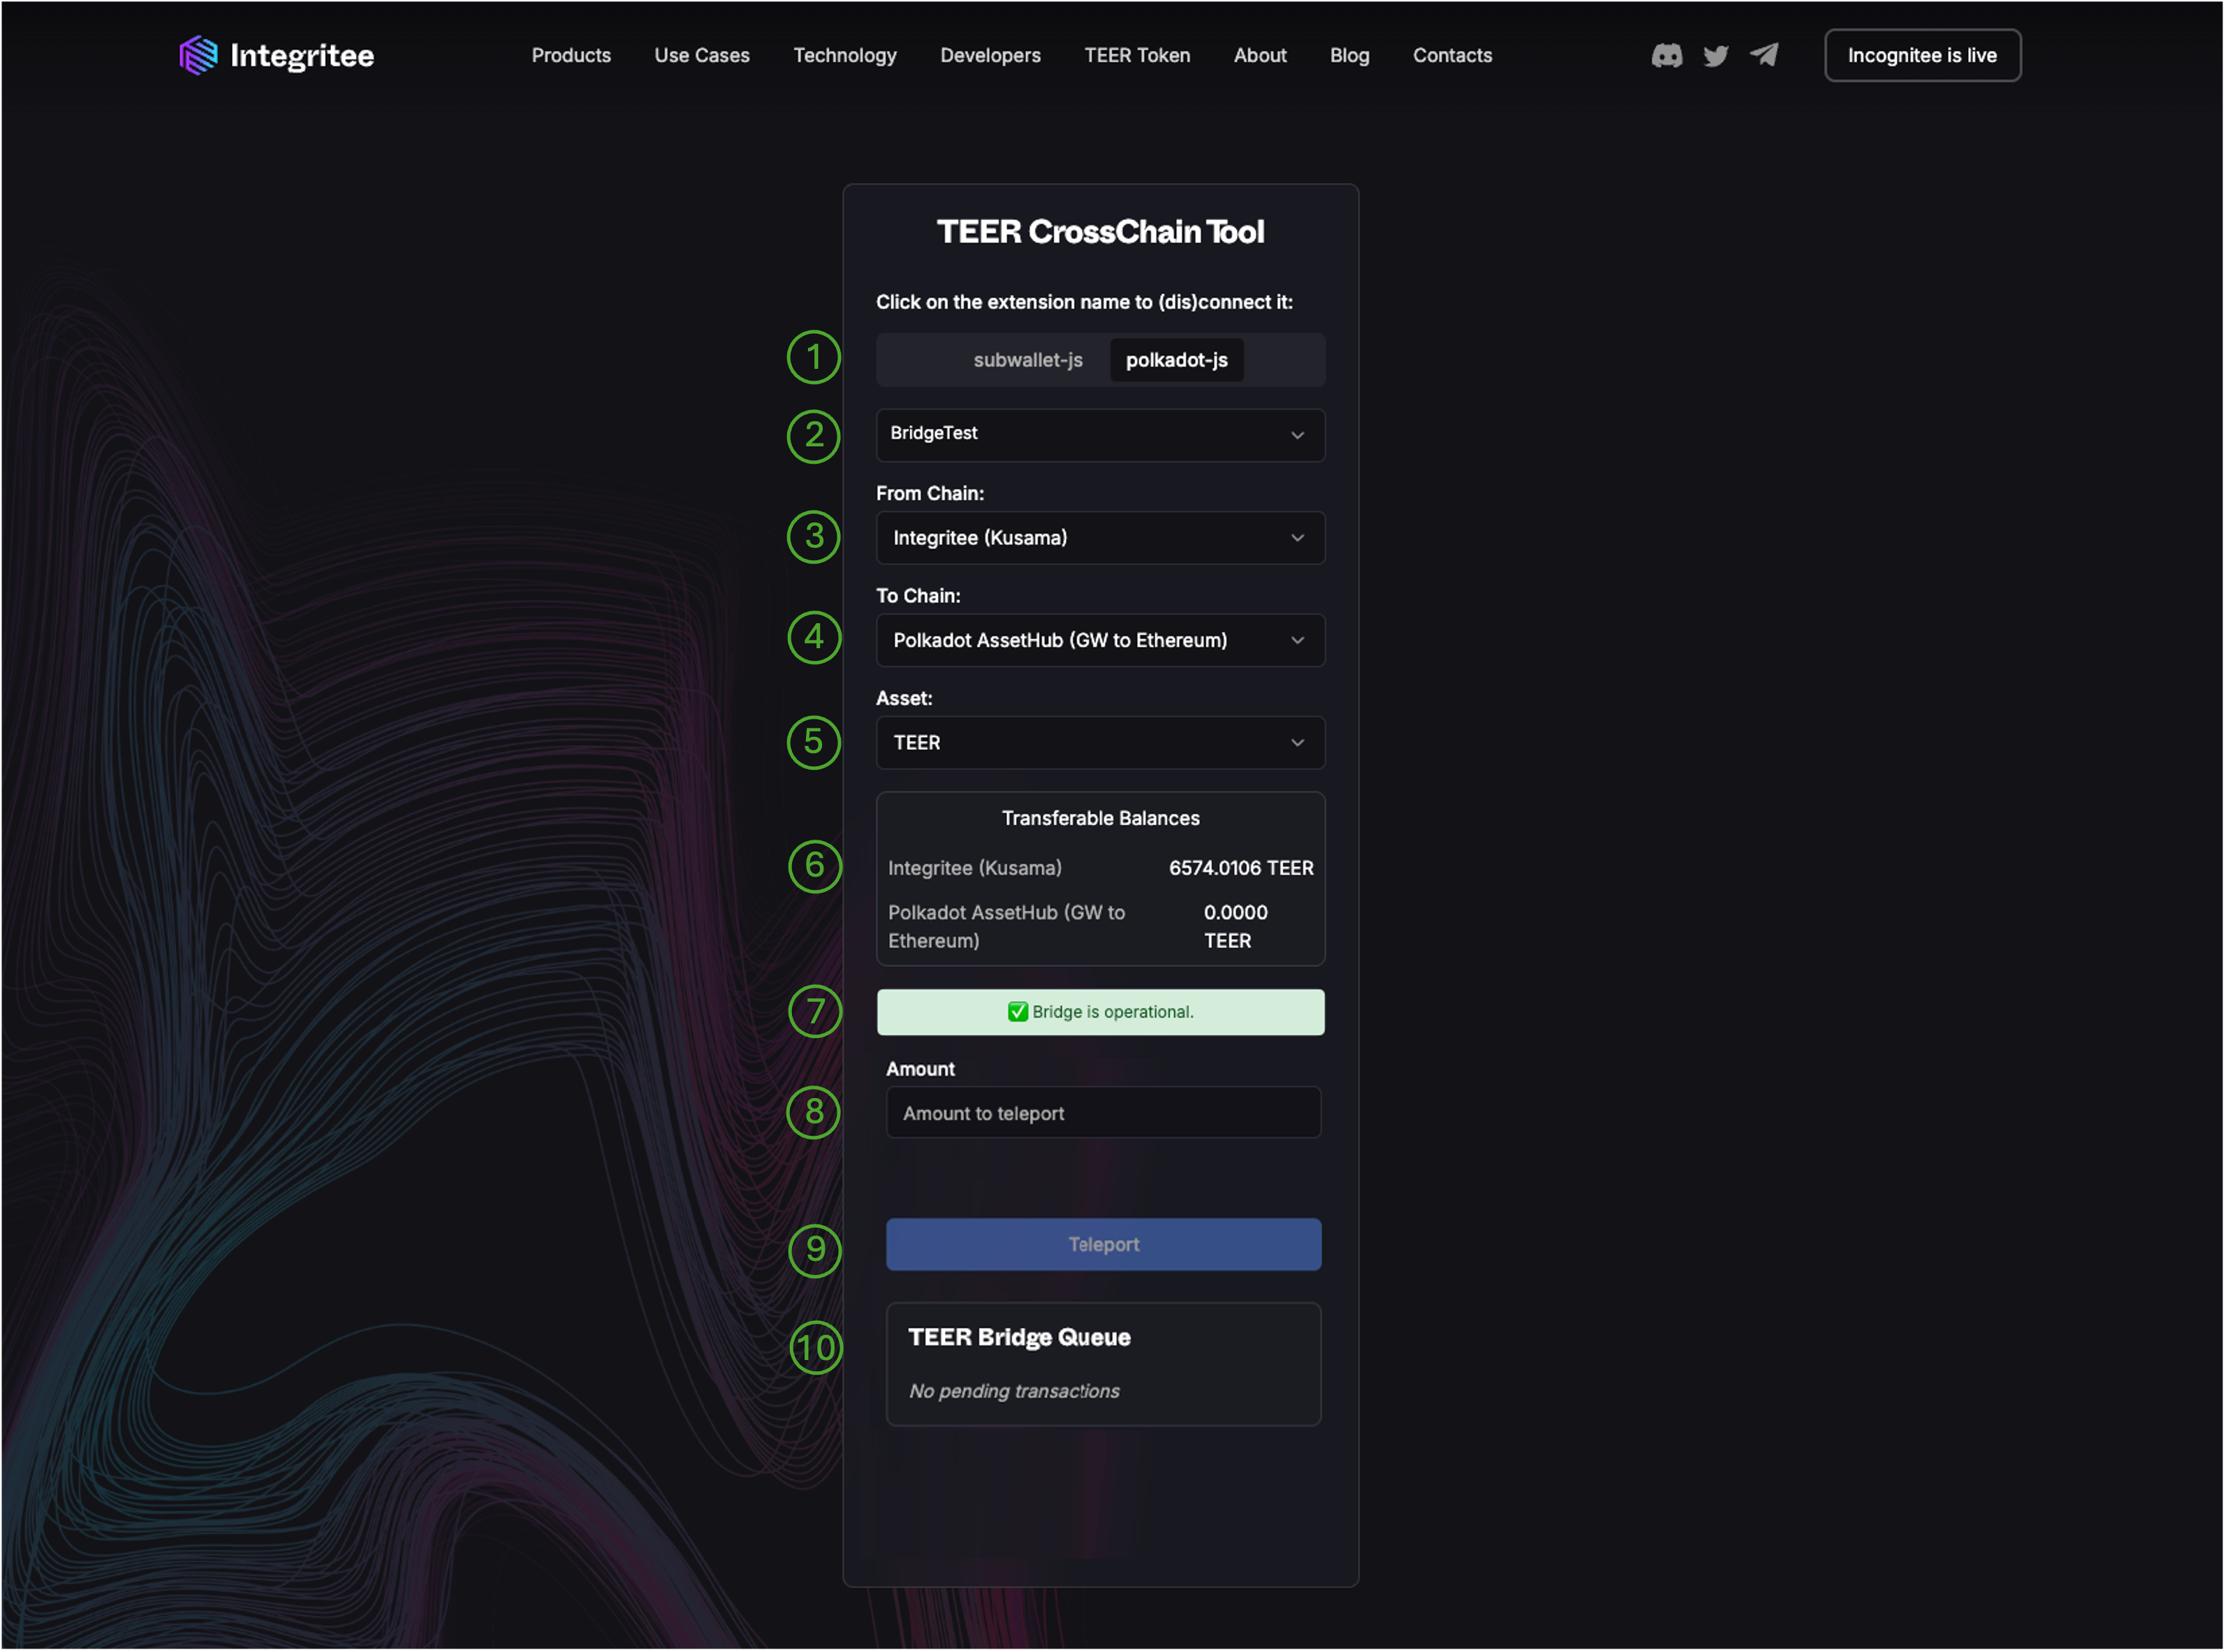 Integritee
Products Use Cases Technology Developers TEER Token About Blog Contacts
Incognitee is live
TEER CrossChain Tool
Click on the extension name to (dis)connect it:
1 subwallet-js polkadot-js
2 BridgeTest
From Chain:
3 Integritee (Kusama)
To Chain:
4 Polkadot AssetHub (GW to Ethereum)
Asset:
5 TEER
Transferable Balances
6 Integritee (Kusama) 6574.0106 TEER
Polkadot AssetHub (GW to 0.0000
Ethereum) TEER
7 ✅ Bridge is operational.
Amount
8 Amount to teleport
9 Teleport
TEER Bridge Queue
10
No pending transactions